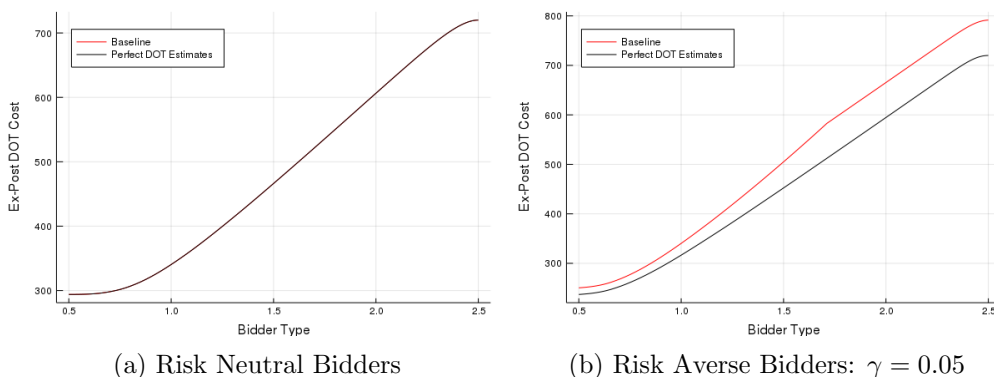 Baseline
Perfect DOT Estimates
700
600
500
400
300
0.5 1.0 1.5 2.0 2.5
Ex-Post DOT Cost
Bidder Type
(a) Risk Neutral Bidders
Baseline
Perfect DOT Estimates
800
700
600
500
400
300
0.5 1.0 1.5 2.0 2.5
Ex-Post DOT Cost
Bidder Type
(b) Risk Averse Bidders: γ = 0.05